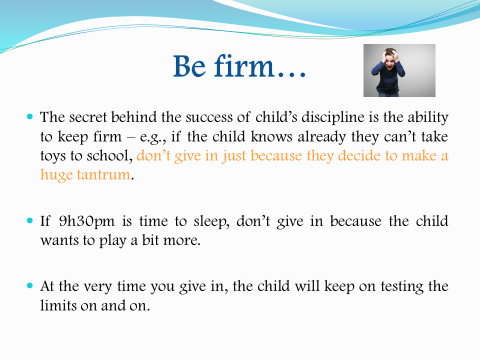 Be firm…
The secret behind the success of child's discipline is the ability
to keep firm – e.g., if the child knows already they can't take
toys to school, don't give in just because they decide to make a
huge tantrum.
If 9h30pm is time to sleep, don't give in because the child
wants to play a bit more.
At the very time you give in, the child will keep on testing the
limits on and on.